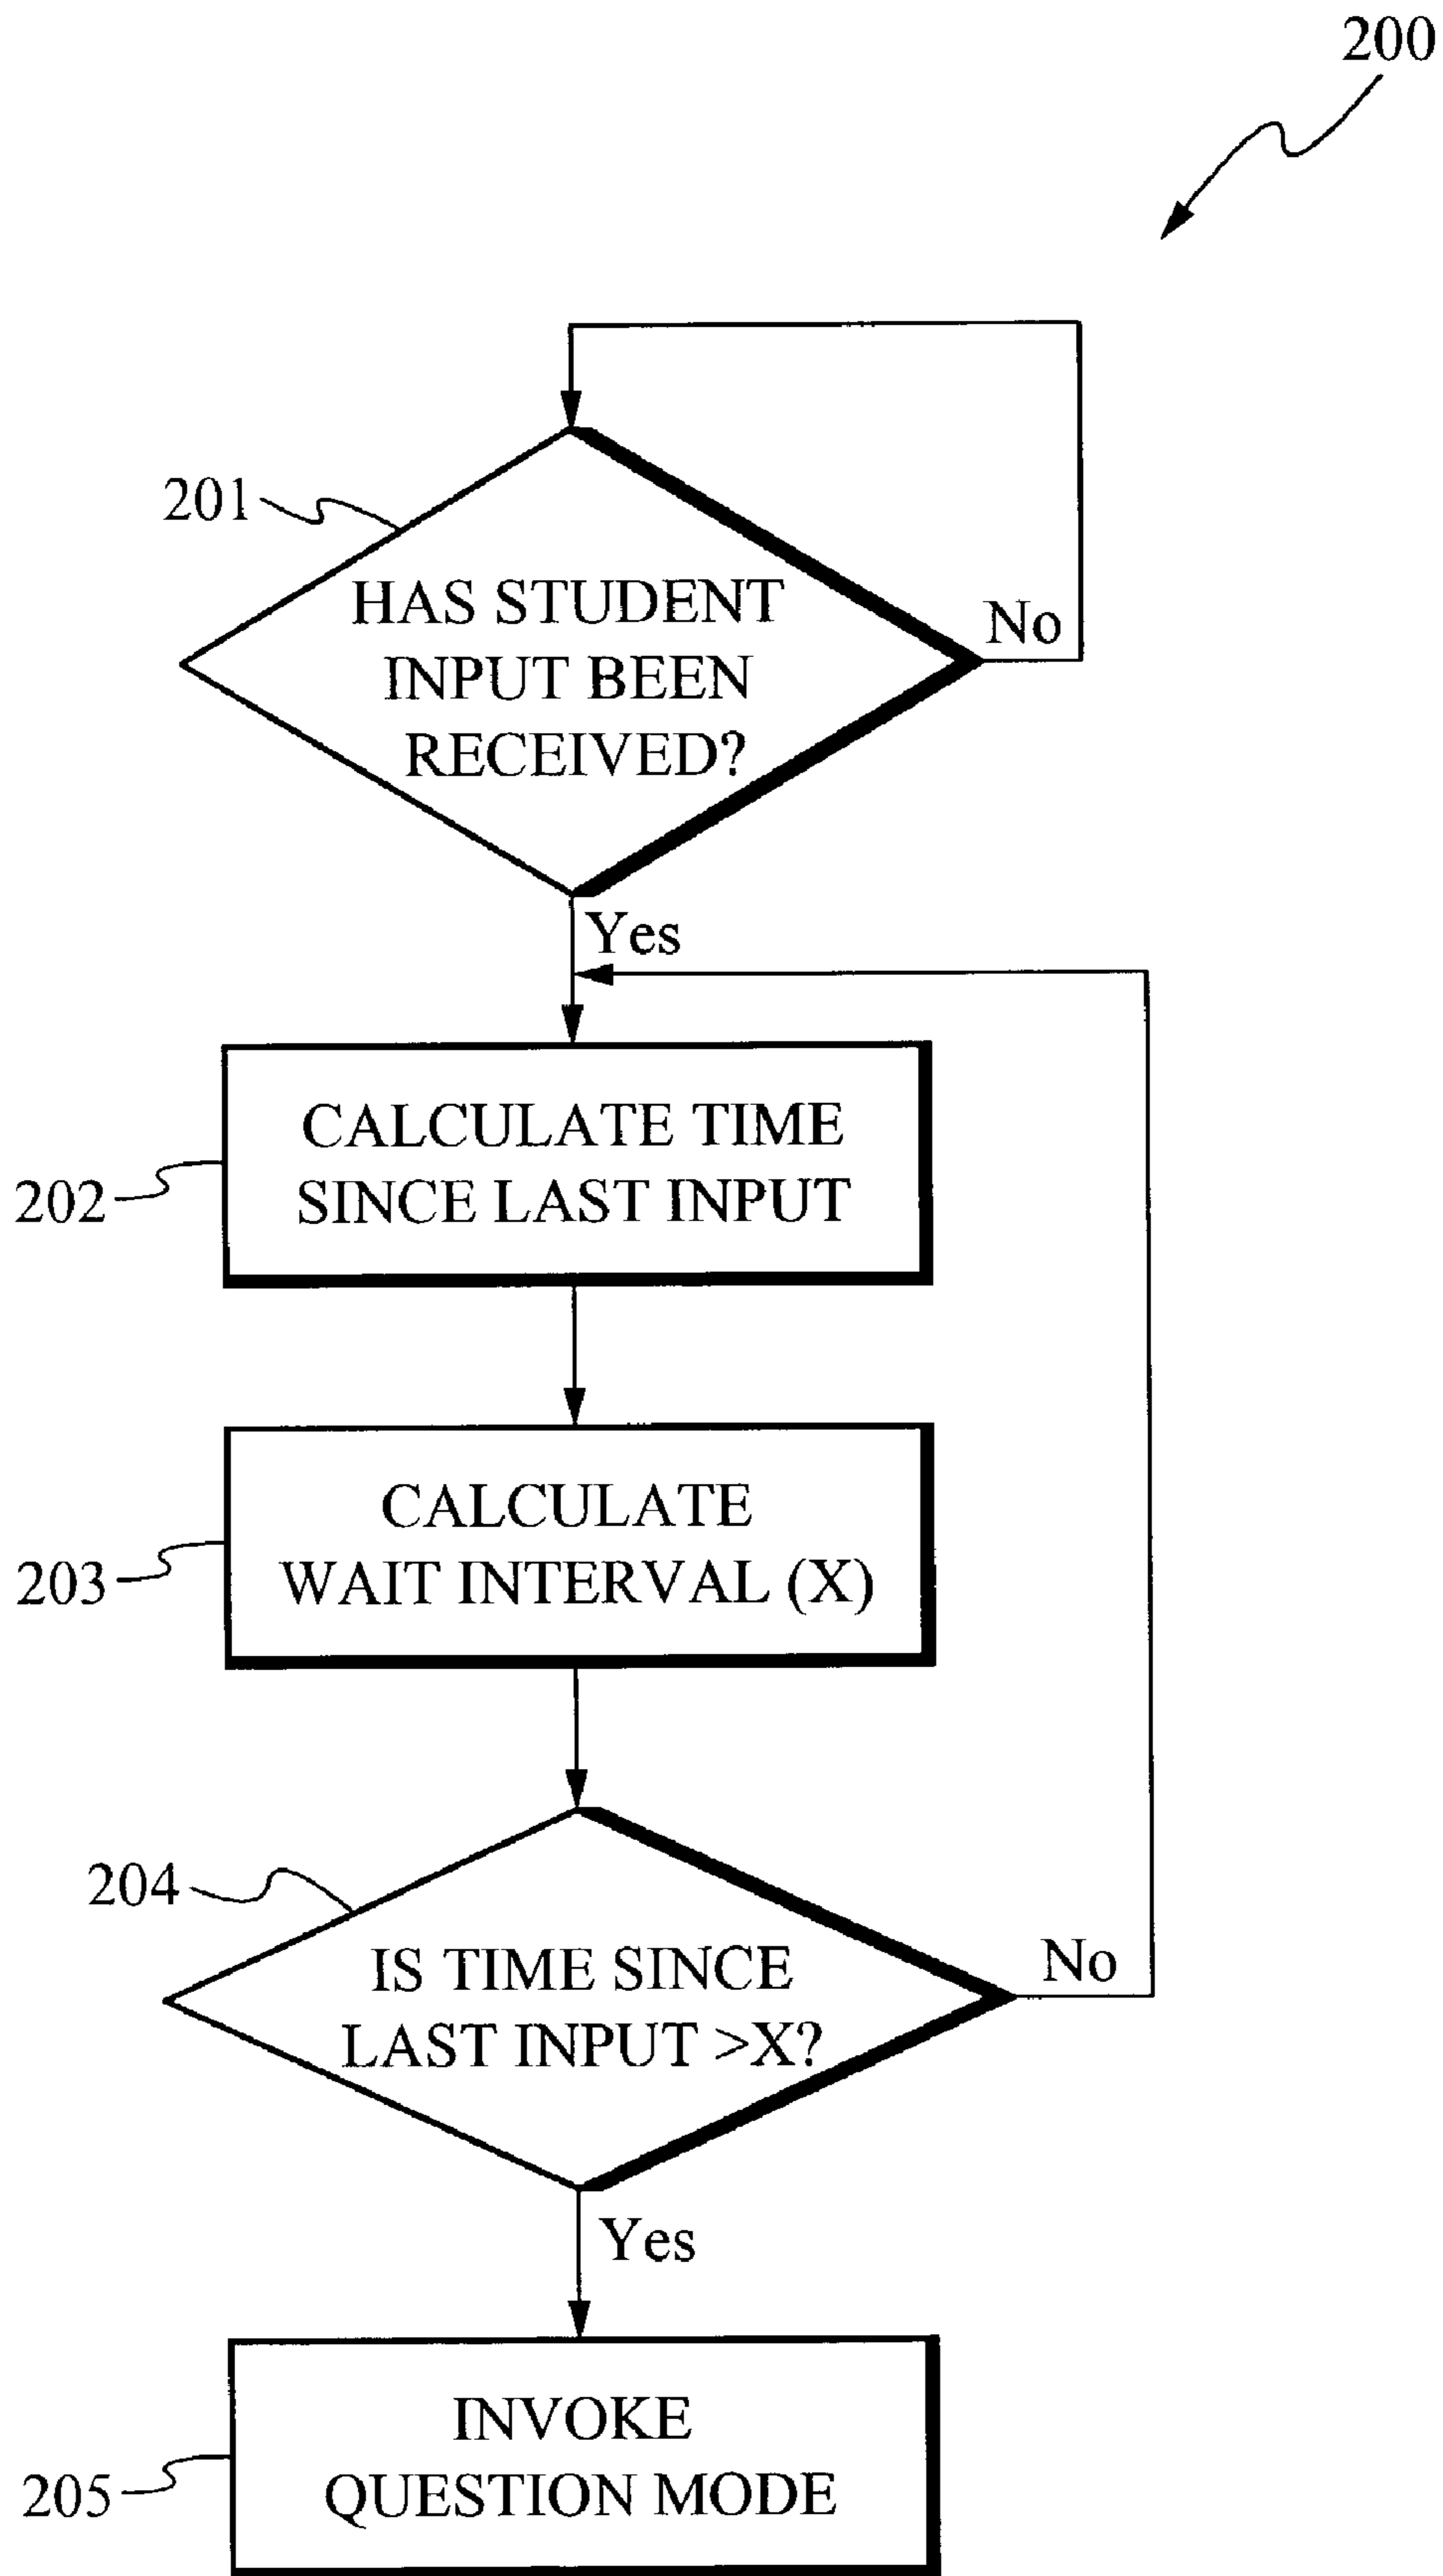 200
201
HAS STUDENT
INPUT BEEN
RECEIVED?
No
Yes
202
CALCULATE TIME
SINCE LAST INPUT
203
CALCULATE
WAIT INTERVAL (X)
204
IS TIME SINCE
LAST INPUT >X?
No
Yes
205
INVOKE
QUESTION MODE